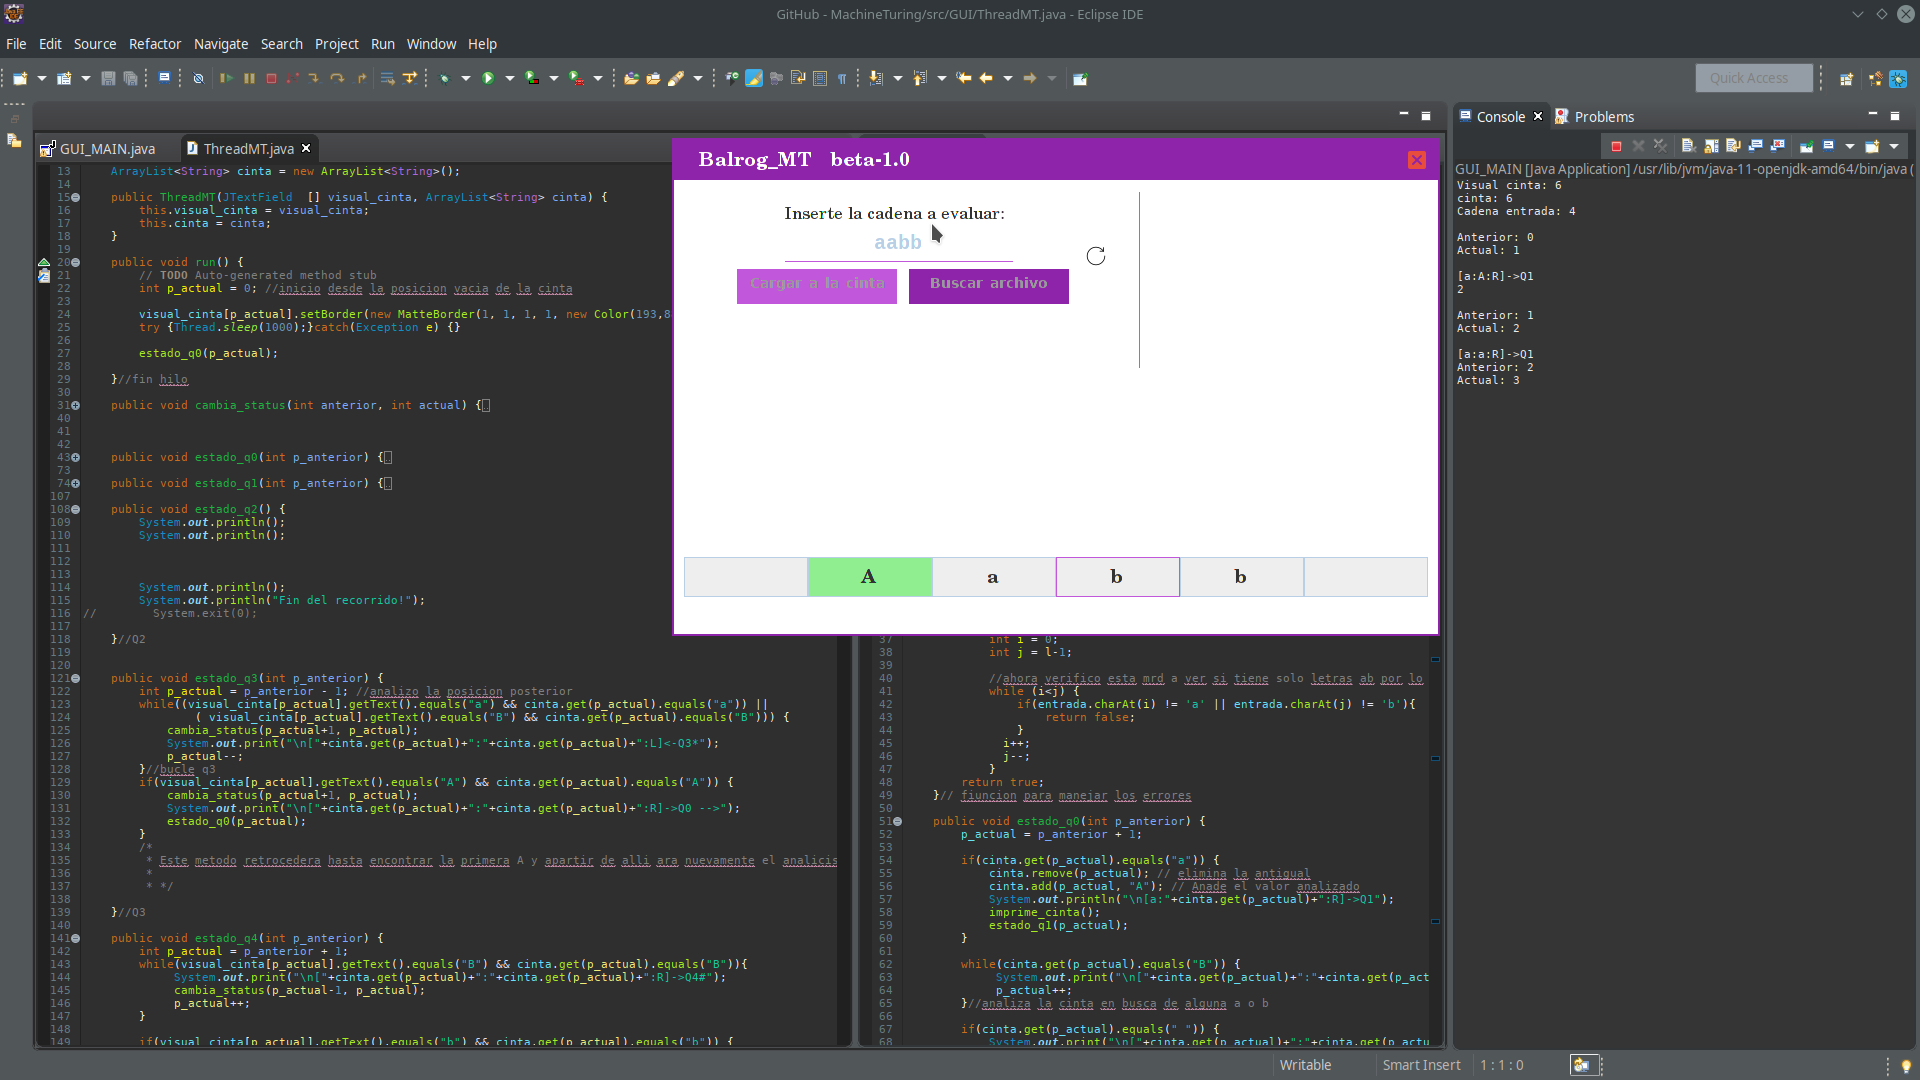 GitHub - MachineTuring/src/GUI/ThreadMT.java - Eclipse IDE
File Edit Source Refactor Navigate Search Project Run Window Help
Quick Access
GUI_MAIN.java ThreadMT.java
13 ArrayList<String> cinta = new ArrayList<String>();
14
15 public ThreadMT(JTextField [] visual_cinta, ArrayList<String> cinta) {
16 this.visual_cinta = visual_cinta;
17 this.cinta = cinta;
18 }
19
20 public void run() {
21 // TODO Auto-generated method stub
22 int p_actual = 0; //inicio desde la posicion vacia de la cinta
23
24 visual_cinta[p_actual].setBorder(new MatteBorder(1, 1, 1, 1, new Color(193,8
25 try {Thread.sleep(1000);}catch(Exception e) {}
26
27 estado_q0(p_actual);
28
29 }//fin hilo
30
31 public void cambia_status(int anterior, int actual) {
40
41
42
43 public void estado_q0(int p_anterior) {
73
74 public void estado_q1(int p_anterior) {
107
108 public void estado_q2() {
109 System.out.println();
110 System.out.println();
111
112
113
114 System.out.println();
115 System.out.println("Fin del recorrido!");
116 // System.exit(0);
117
118 }//Q2
119
120
121 public void estado_q3(int p_anterior) {
122 int p_actual = p_anterior - 1; //analizo la posicion posterior
123 while((visual_cinta[p_actual].getText().equals("a") && cinta.get(p_actual).equals("a")) ||
124 ( visual_cinta[p_actual].getText().equals("B") && cinta.get(p_actual).equals("B"))) {
125 cambia_status(p_actual+1, p_actual);
126 System.out.print("\n["+cinta.get(p_actual)+":"+cinta.get(p_actual)+":L]<-Q3*");
127 p_actual--;
128 }//bucle q3
129 if(visual_cinta[p_actual].getText().equals("A") && cinta.get(p_actual).equals("A")) {
130 cambia_status(p_actual+1, p_actual);
131 System.out.print("\n["+cinta.get(p_actual)+":"+cinta.get(p_actual)+":R]->Q0 -->");
132 estado_q0(p_actual);
133 }
134 /*
135 * Este metodo retrocedera hasta encontrar la primera A y apartir de alli ara nuevamente el analicis
136 *
137 * */
138
139 }//Q3
140
141 public void estado_q4(int p_anterior) {
142 int p_actual = p_anterior + 1;
143 while(visual_cinta[p_actual].getText().equals("B") && cinta.get(p_actual).equals("B")){
144 System.out.print("\n["+cinta.get(p_actual)+":"+cinta.get(p_actual)+":R]->Q4#");
145 cambia_status(p_actual-1, p_actual);
146 p_actual++;
147 }
148
149 if(visual_cinta[p_actual].getText().equals("b") && cinta.get(p_actual).equals("b")) {
Balrog_MT beta-1.0
Inserte la cadena a evaluar:
aabb
Cargar a la cinta Buscar archivo
A a b b
37 int i = 0;
38 int j = l-1;
39
40 //ahora verifico esta mrd a ver si tiene solo letras ab por lo
41 while (i<j) {
42 if(entrada.charAt(i) != 'a' || entrada.charAt(j) != 'b'){
43 return false;
44 }
45 i++;
46 j--;
47 }
48 return true;
49 }// fiuncion para manejar los errores
50
51 public void estado_q0(int p_anterior) {
52 p_actual = p_anterior + 1;
53
54 if(cinta.get(p_actual).equals("a")) {
55 cinta.remove(p_actual); // elimina la antigual
56 cinta.add(p_actual, "A"); // Anade el valor analizado
57 System.out.println("\n[a:"+cinta.get(p_actual)+":R]->Q1");
58 imprime_cinta();
59 estado_q1(p_actual);
60 }
61
62 while(cinta.get(p_actual).equals("B")) {
63 System.out.print("\n["+cinta.get(p_actual)+":"+cinta.get(p_act
64 p_actual++;
65 }//analiza la cinta en busca de alguna a o b
66
67 if(cinta.get(p_actual).equals(" ")) {
68 System.out.print("\n["+cinta.get(p_actual)+":"+cinta.get(p_actu
Console Problems
GUI_MAIN [Java Application] /usr/lib/jvm/java-11-openjdk-amd64/bin/java (
Visual cinta: 6
cinta: 6
Cadena entrada: 4
Anterior: 0
Actual: 1
[a:A:R]->Q1
2
Anterior: 1
Actual: 2
[a:a:R]->Q1
Anterior: 2
Actual: 3
Writable Smart Insert 1 : 1 : 0